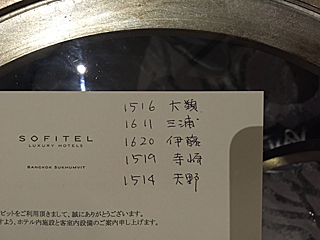 SOFITEL
LUXURY HOTELS
BANGKOK SUKHUMVIT
1516 大類
1611 三浦
1620 伊藤
1519 寺崎
1514 天野
ビットをご利用頂きまして、誠にありがとうございます。
すよう、ホテル内施設と客室内設備のご案内申し上げます。